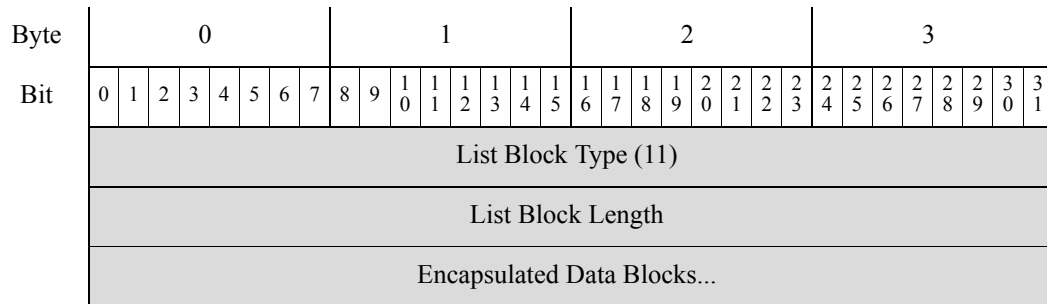 Byte 0 1 2 3
Bit 0 1 2 3 4 5 6 7 8 9 10 11 12 13 14 15 16 17 18 19 20 21 22 23 24 25 26 27 28 29 30 31
List Block Type (11)
List Block Length
Encapsulated Data Blocks...